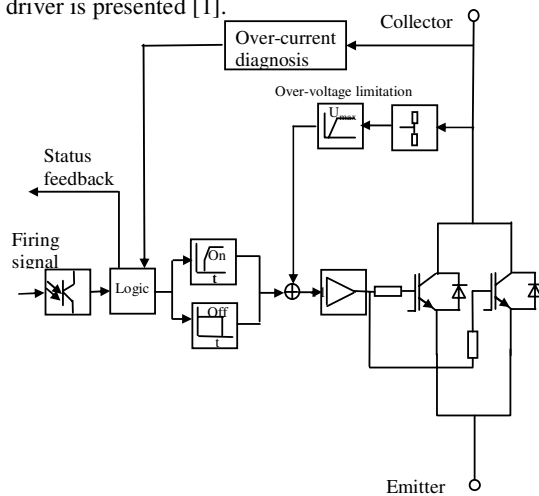 driver is presented [1].
Collector
Over-current
diagnosis
Over-voltage limitation
Umax
Status
feedback
Firing
signal
Logic
On
t
Off
t
Emitter